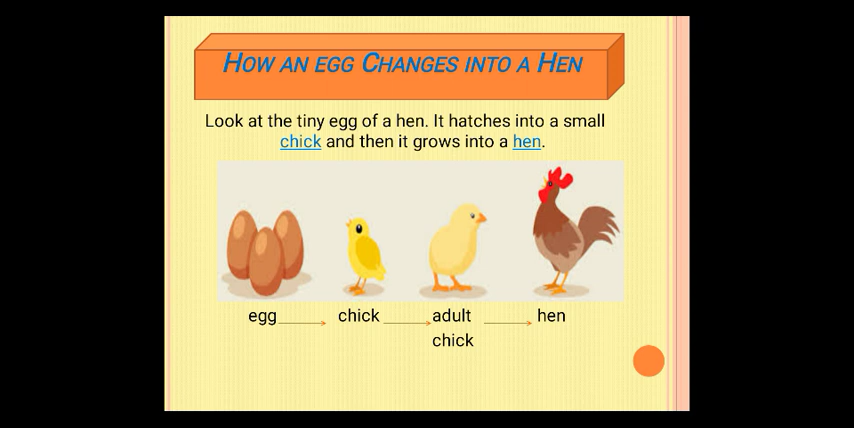 HOW AN EGG CHANGES INTO A HEN
Look at the tiny egg of a hen. It hatches into a small
chick and then it grows into a hen.
egg chick adult hen
chick